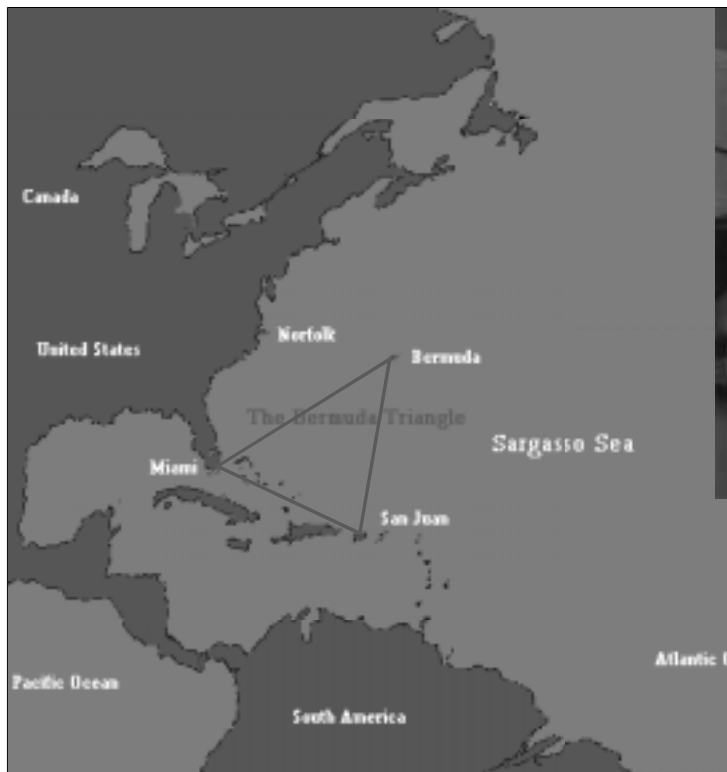 Canada
Norfolk
United States
Bermuda
The Bermuda Triangle
Sargasso Sea
Miami
San Juan
Atlantic
Pacific Ocean
South America